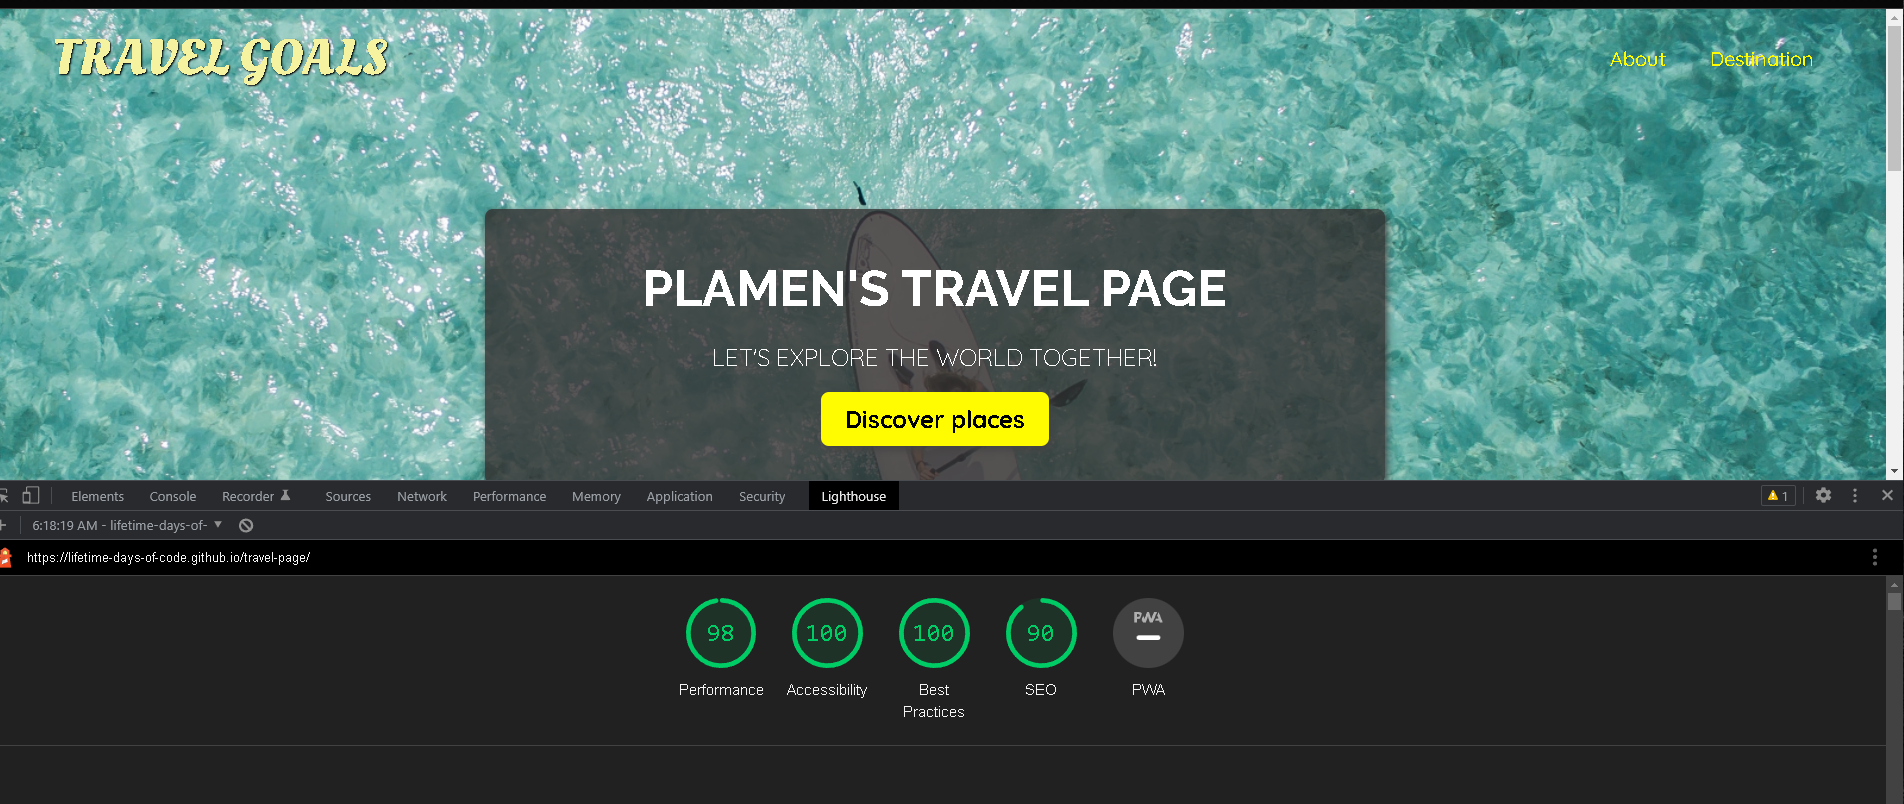 TRAVEL GOALS
About Destination
PLAMEN'S TRAVEL PAGE
LET'S EXPLORE THE WORLD TOGETHER!
Discover places
Elements Console Recorder Sources Network Performance Memory Application Security Lighthouse 1
6:18:19 AM - lifetime-days-of-
https://lifetime-days-of-code.github.io/travel-page/
98 100 100 90 PWA
Performance Accessibility Best SEO PWA
Practices